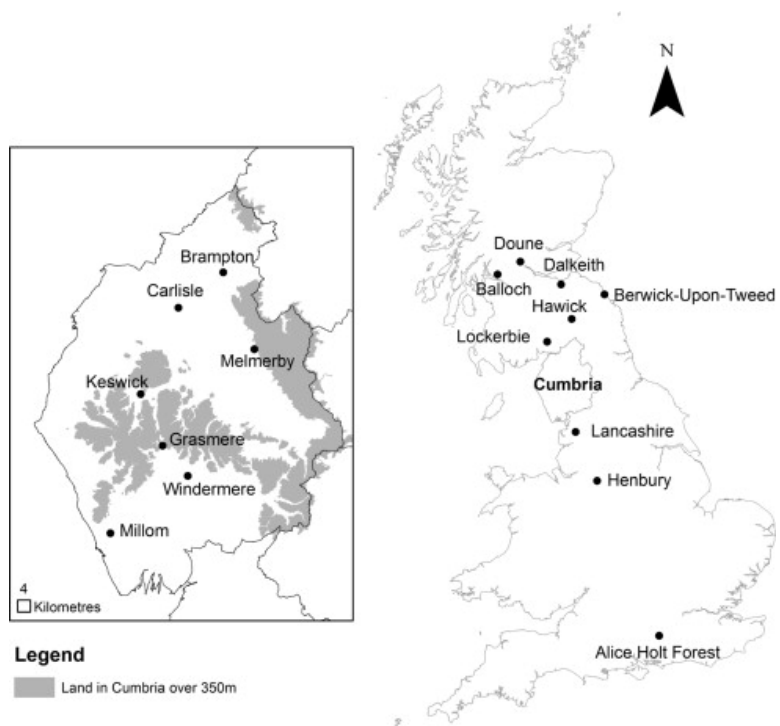 N
Brampton
Carlisle
Melmerby
Keswick
Grasmere
Windermere
Millom
4
Kilometres
Legend
Land in Cumbria over 350m
Doune
Dalkeith
Balloch
Berwick-Upon-Tweed
Hawick
Lockerbie
Cumbria
Lancashire
Henbury
Alice Holt Forest